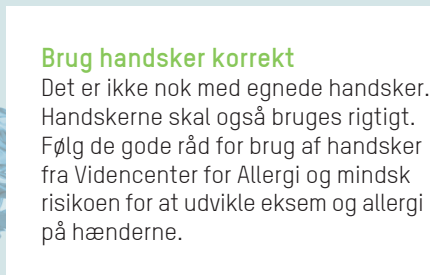 Brug handsker korrekt
Det er ikke nok med egnede handsker.
Handskerne skal også bruges rigtigt.
Følg de gode råd for brug af handsker
fra Videncenter for Allergi og mindsk
risikoen for at udvikle eksem og allergi
på hænderne.